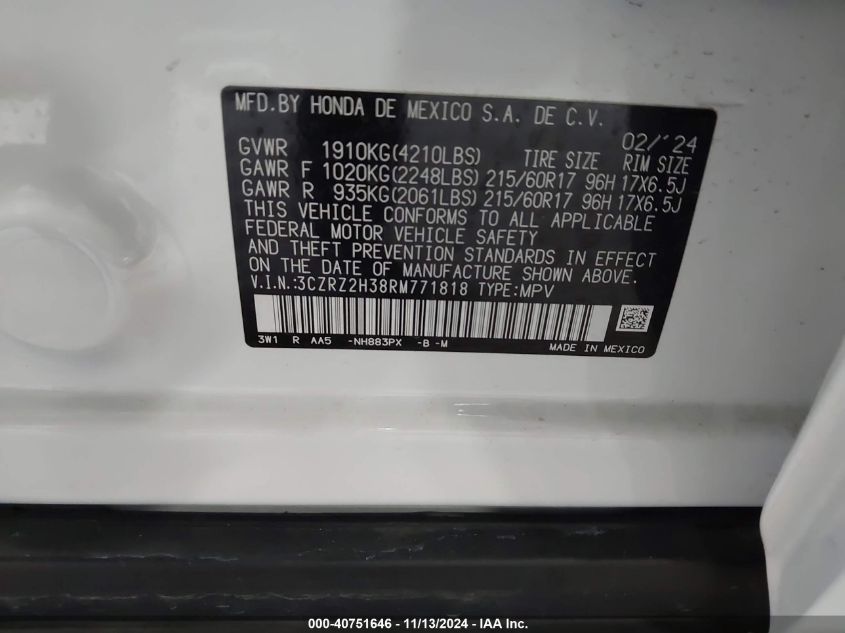 MFD.BY HONDA DE MEXICO S.A. DE C.V.
02/'24
GVWR 1910KG(4210LBS) TIRE SIZE RIM SIZE
GAWR F 1020KG(2248LBS) 215/60R17 96H 17X6.5J
GAWR R 935KG(2061LBS) 215/60R17 96H 17X6.5J
THIS VEHICLE CONFORMS TO ALL APPLICABLE
FEDERAL MOTOR VEHICLE SAFETY
AND THEFT PREVENTION STANDARDS IN EFFECT
ON THE DATE OF MANUFACTURE SHOWN ABOVE.
V.I.N.:3CZRZ2H38RM771818 TYPE:MPV
3W1 R AA5 -NH883PX -B -M MADE IN MEXICO
000-40751646 - 11/13/2024 - IAA Inc.